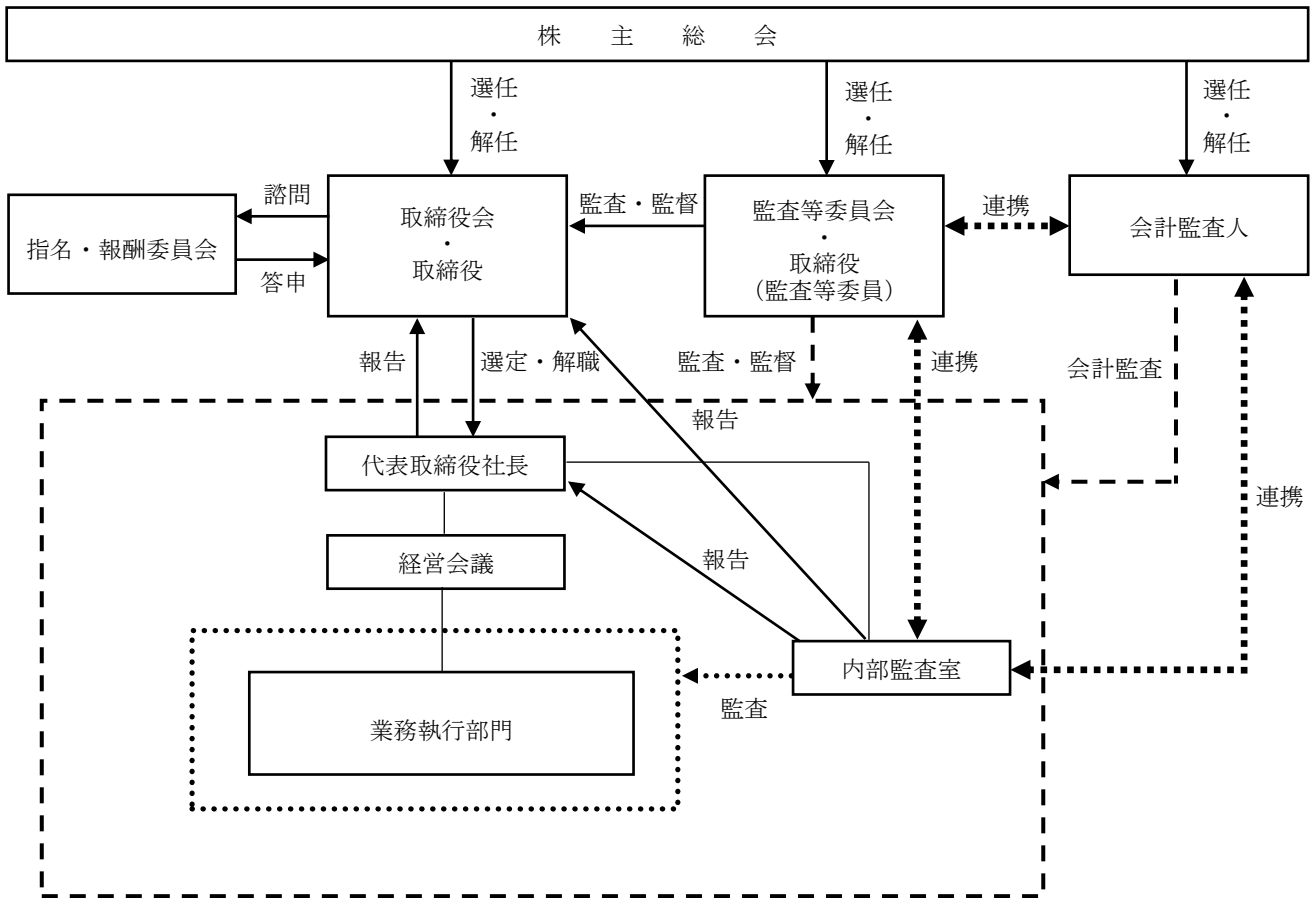 株主総会
選任
・
解任
選任
・
解任
選任
・
解任
諮問
指名・報酬委員会
答申
取締役会
・
取締役
監査・監督
監査等委員会
・
取締役
（監査等委員）
連携
会計監査人
報告
選定・解職
監査・監督
連携
会計監査
報告
代表取締役社長
連携
経営会議
報告
内部監査室
監査
業務執行部門